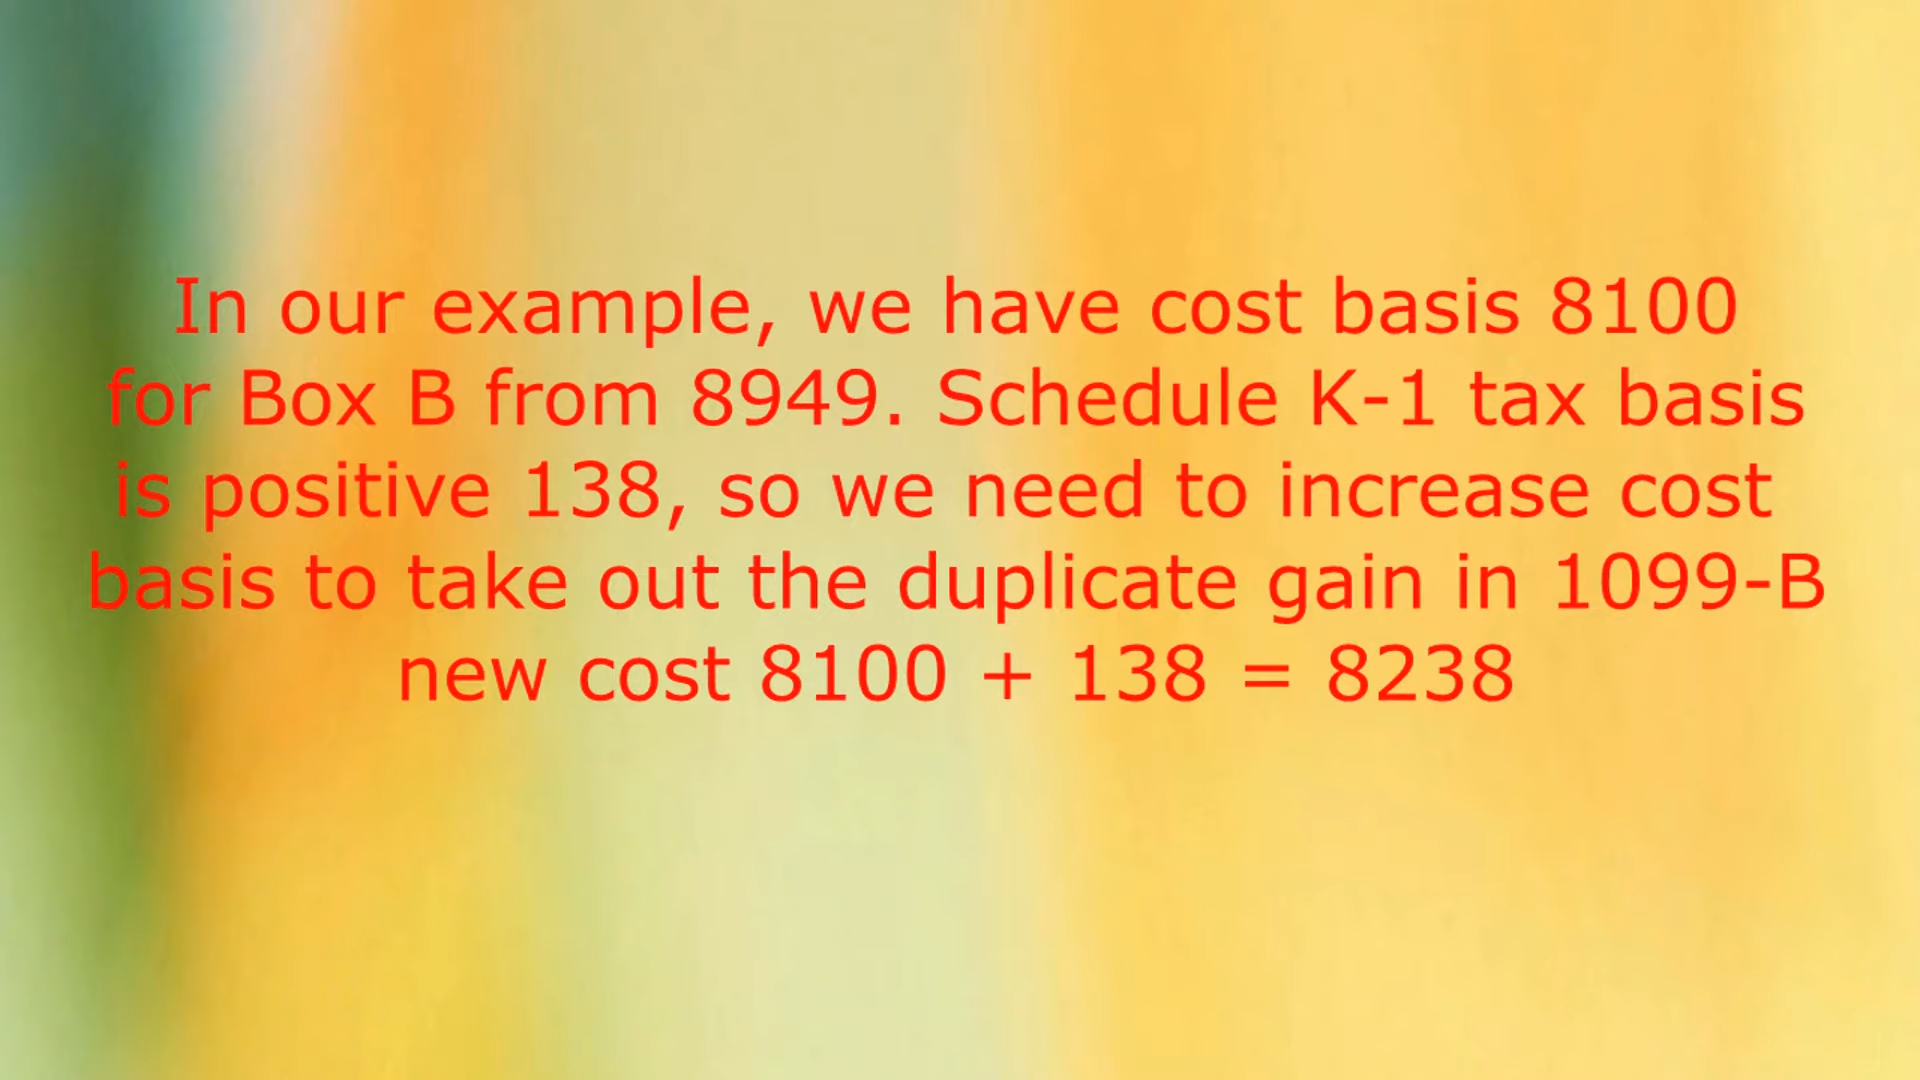 In our example, we have cost basis 8100
for Box B from 8949. Schedule K-1 tax basis
is positive 138, so we need to increase cost
basis to take out the duplicate gain in 1099-B
new cost 8100 + 138 = 8238